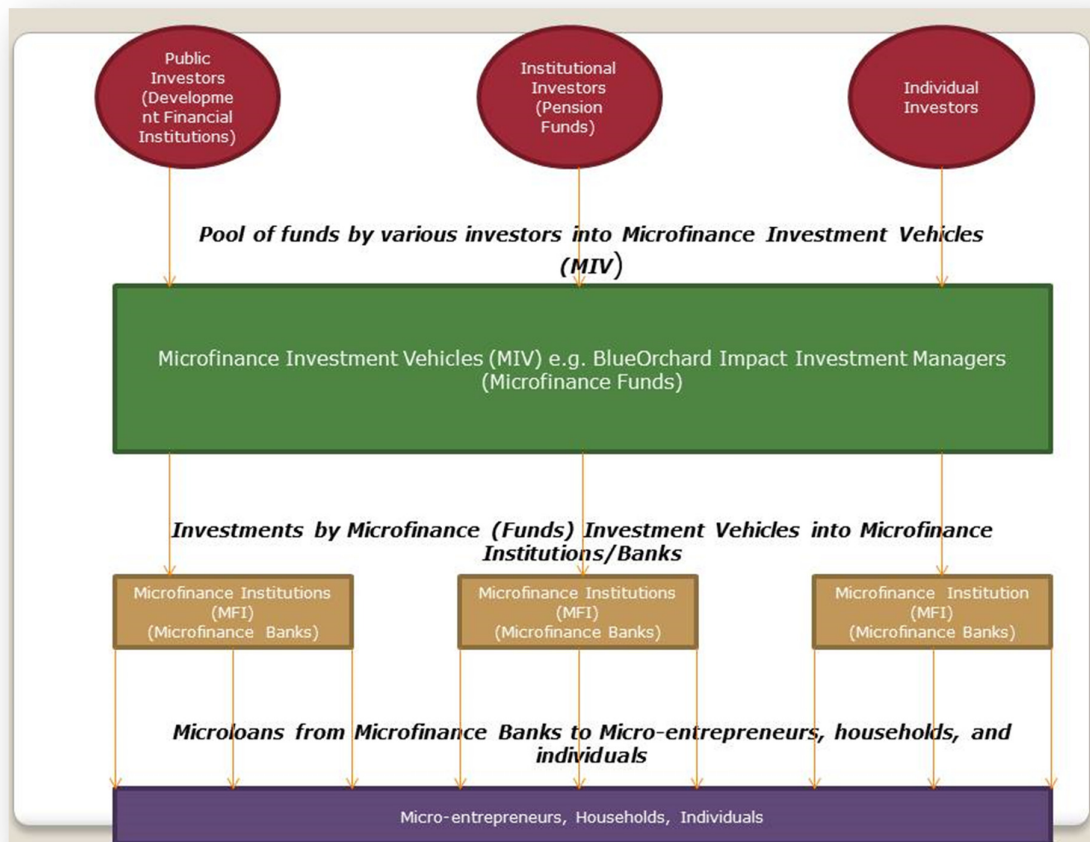 Public
Investors
(Developme
nt Financial
Institutions)
Institutional
Investors
(Pension
Funds)
Individual
Investors
Pool of funds by various investors into Microfinance Investment Vehicles
(MIV)
Microfinance Investment Vehicles (MIV) e.g. BlueOrchard Impact Investment Managers
(Microfinance Funds)
Investments by Microfinance (Funds) Investment Vehicles into Microfinance
Institutions/Banks
Microfinance Institutions
(MFI)
(Microfinance Banks)
Microfinance Institutions
(MFI)
(Microfinance Banks)
Microfinance Institution
(MFI)
(Microfinance Banks)
Microloans from Microfinance Banks to Micro-entrepreneurs, households, and
individuals
Micro-entrepreneurs, Households, Individuals